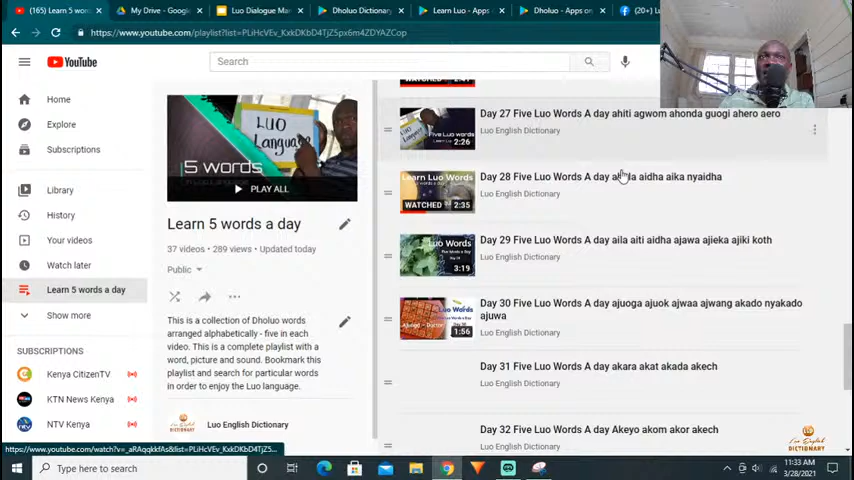 (165) Learn 5 words
My Drive - Google
Luo Dialogue Ma
Dholuo Dictionary
Learn Luo - Apps
Dholuo - Apps on
(20+)
https://www.youtube.com/playlist?list=PLiHcVEv_KxkDKbD4TjZ5px6m4ZDYAZCop
YouTube
Search
Home
Explore
Subscriptions
Library
History
Your videos
Watch later
Learn 5 words a day
Show more
SUBSCRIPTIONS
Kenya CitizenTV
KTN News Kenya
NTV Kenya
LUO
Language
5 words
PLAY ALL
Learn 5 words a day
37 videos • 289 views • Updated today
Public
This is a collection of Dholuo words
arranged alphabetically - five in each
video. This is a complete playlist with a
word, picture and sound. Bookmark this
playlist and search for particular words
in order to enjoy the Luo language.
Luo English Dictionary
WATCHED
Day 27 Five Luo Words A day ahiti agwom ahonda guogi ahero aero
Luo English Dictionary
Five Luo words
2:26
Day 28 Five Luo Words A day aidha aika nyaidha
Luo English Dictionary
Learn Luo Words
WATCHED
2:35
Day 29 Five Luo Words A day aila aiti aidha ajawa ajieka ajiki koth
Luo English Dictionary
Luo Words
3:19
Day 30 Five Luo Words A day ajuoga ajuok ajwaa ajwang akado nyakado
ajuwa
Luo English Dictionary
Luo Words
1:56
Day 31 Five Luo Words A day akara akat akada akech
Luo English Dictionary
Day 32 Five Luo Words A day Akeyo akom akor akech
Luo English Dictionary
Luo English
DICTIONARY
https://www.youtube.com/watch?v=_aRAqqkkfAs&list=PLiHcVEv_KxkDKbD4TjZ5px6m4ZDYAZCop
Type here to search
11:33 AM
3/28/2021